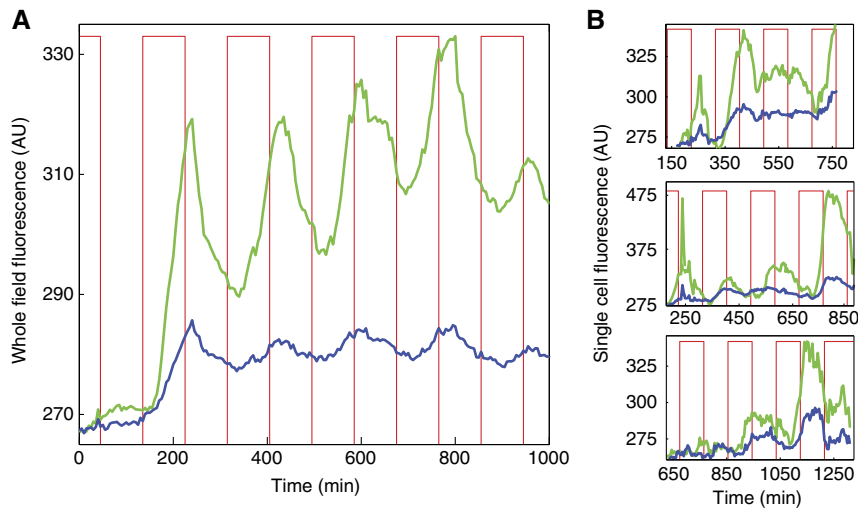 A
Whole field fluorescence (AU)
330
310
290
270
0 200 400 600 800 1000
Time (min)
B
Single cell fluorescence (AU)
325
300
275
150 350 550 750
475
375
275
250 450 650 850
325
300
275
650 850 1050 1250
Time (min)